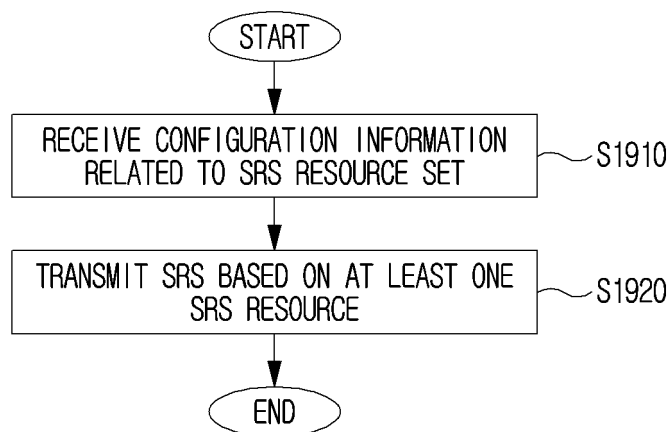 START
RECEIVE CONFIGURATION INFORMATION
RELATED TO SRS RESOURCE SET
S1910
TRANSMIT SRS BASED ON AT LEAST ONE
SRS RESOURCE
S1920
END